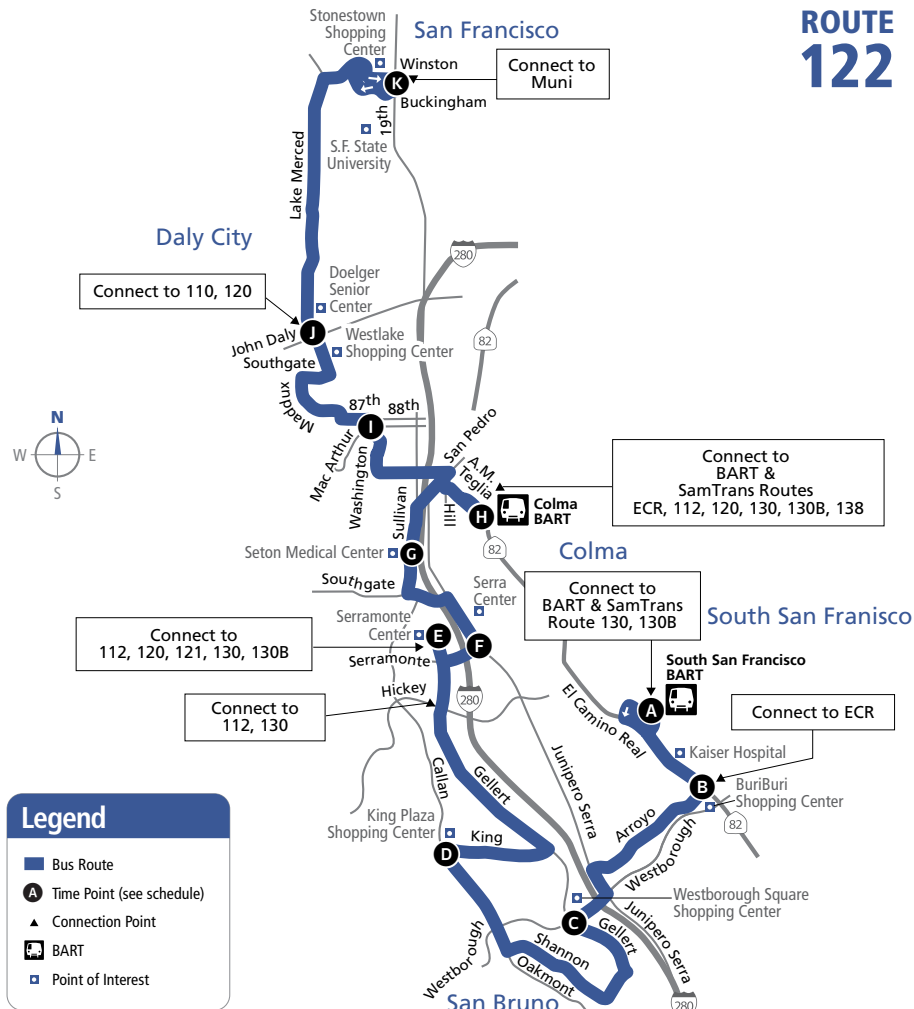 ROUTE
122
Stonestown
Shopping
Center
San Francisco
Winston
Connect to
Muni
K
Buckingham
19th
S.F. State
University
Lake Merced
Daly City
280
Connect to 110, 120
Doelger
Senior
Center
82
J
John Daly
Westlake
Shopping Center
Southgate
Maddux
87th
88th
N
W
E
S
I
Mac Arthur
Washington
San Pedro
A.M.
Teglia
Connect to
BART &
SamTrans Routes
ECR, 112, 120, 130, 130B, 138
Sullivan
Hill
H
Colma
BART
82
Seton Medical Center
G
Colma
Southgate
Serra
Center
Connect to
BART & SamTrans
Route 130, 130B
South San Franisco
Serramonte
Center
E
F
Connect to
112, 120, 121, 130, 130B
Serramonte
South San Francisco
BART
Hickey
280
A
El Camino Real
Connect to
112, 130
Connect to ECR
Kaiser Hospital
Callan
Gellert
Junipero Serra
B
BuriBuri
Shopping Center
82
King Plaza
Shopping Center
King
Arroyo
Westborough
D
Westborough Square
Shopping Center
C
Gellert
Junipero Serra
Westborough
Shannon
Oakmont
San Bruno
280
Legend
Bus Route
A
Time Point (see schedule)
Connection Point
BART
Point of Interest